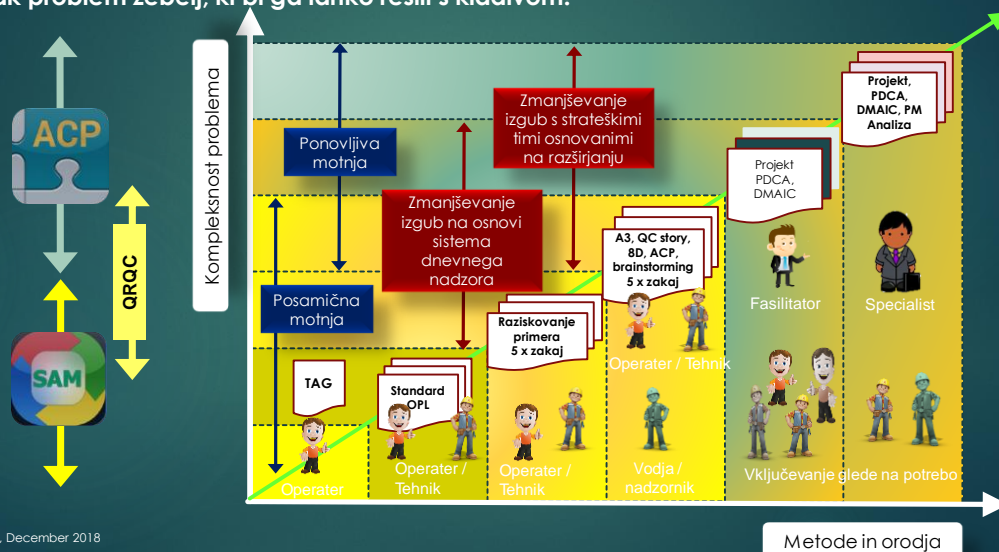 ak problem žebelj, ki bi ga lahko rešili s kladivom.
ACP
QRQC
SAM
Kompleksnost problema
Ponovljiva
motnja
Posamična
motnja
Zmanjševanje
izgub s strateškimi
timi osnovanimi
na razširjanju
Zmanjševanje
izgub na osnovi
sistema
dnevnega
nadzora
Projekt,
PDCA,
DMAIC, PM
Analiza
Projekt
PDCA,
DMAIC
A3, QC story,
8D, ACP,
brainstorming
5 x zakaj
Raziskovanje
primera
5 x zakaj
Standard
OPL
TAG
Fasilitator
Specialist
Operater / Tehnik
Operater
Operater /
Tehnik
Operater /
Tehnik
Vodja /
nadzornik
Vključevanje glede na potrebo
, December 2018
Metode in orodja